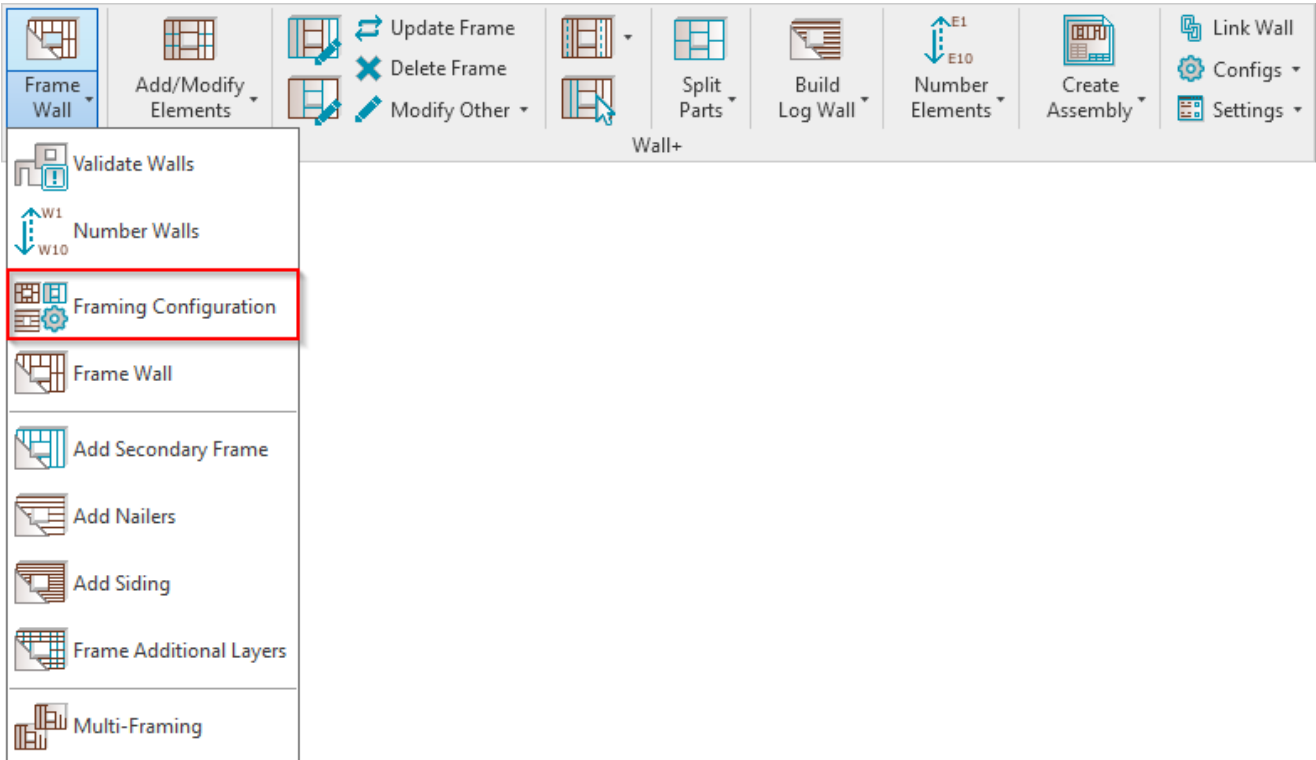 Frame
Wall
Add/Modify
Elements
Update Frame
Delete Frame
Modify Other
Split
Parts
Build
Log Wall
E1
E10
Number
Elements
Create
Assembly
Link Wall
Configs
Settings
Wall+
Validate Walls
W1
W10
Number Walls
Framing Configuration
Frame Wall
Add Secondary Frame
Add Nailers
Add Siding
Frame Additional Layers
Multi-Framing